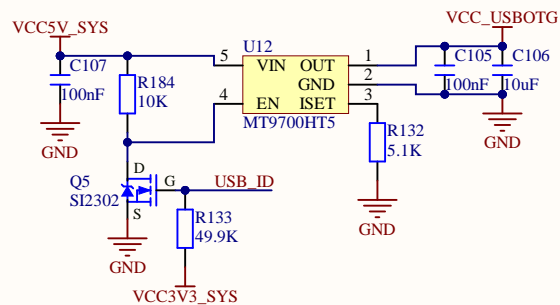 VCC5V_SYS
VCC_USBOTG
U12
C107
100nF
R184
10K
5
4
VIN
OUT
GND
EN
ISET
MT9700HT5
1
2
3
C105
100nF
C106
10uF
GND
R132
5.1K
GND
GND
Q5
SI2302
D
G
S
USB_ID
R133
49.9K
GND
VCC3V3_SYS